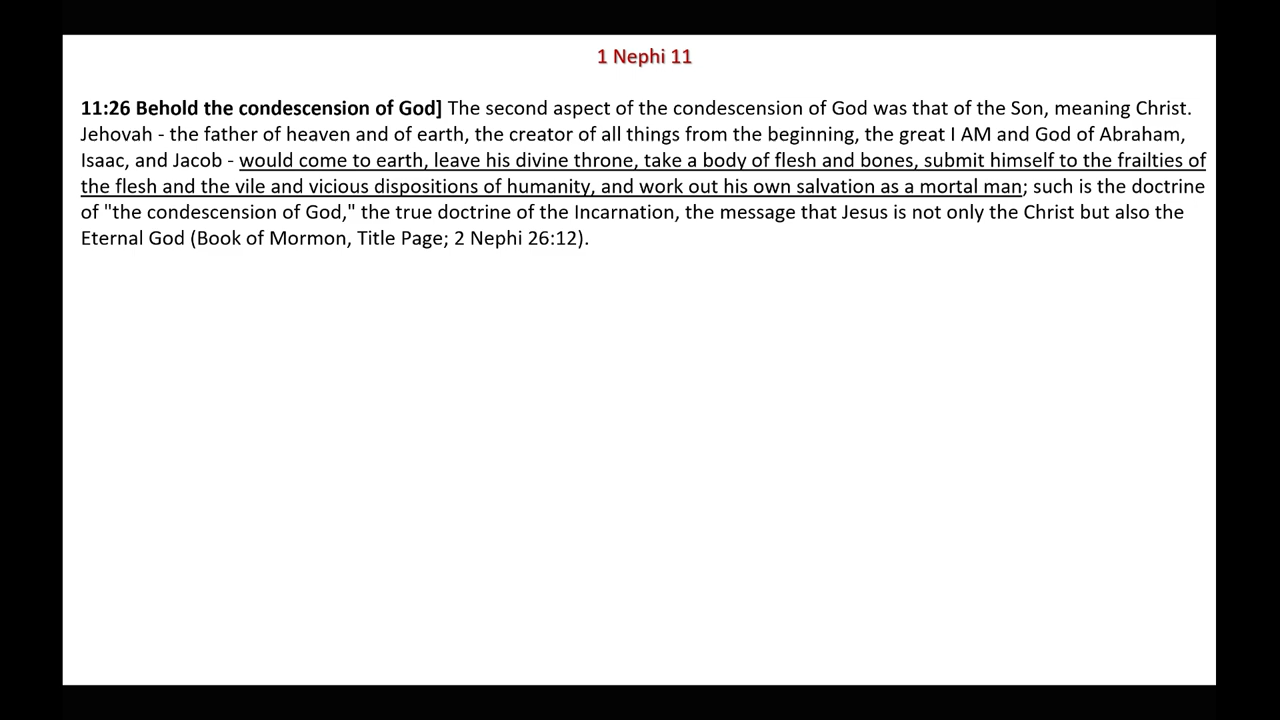 1 Nephi 11
11:26 Behold the condescension of God] The second aspect of the condescension of God was that of the Son, meaning Christ.
Jehovah - the father of heaven and of earth, the creator of all things from the beginning, the great I AM and God of Abraham,
Isaac, and Jacob - would come to earth, leave his divine throne, take a body of flesh and bones, submit himself to the frailties of
the flesh and the vile and vicious dispositions of humanity, and work out his own salvation as a mortal man; such is the doctrine
of "the condescension of God," the true doctrine of the Incarnation, the message that Jesus is not only the Christ but also the
Eternal God (Book of Mormon, Title Page; 2 Nephi 26:12).